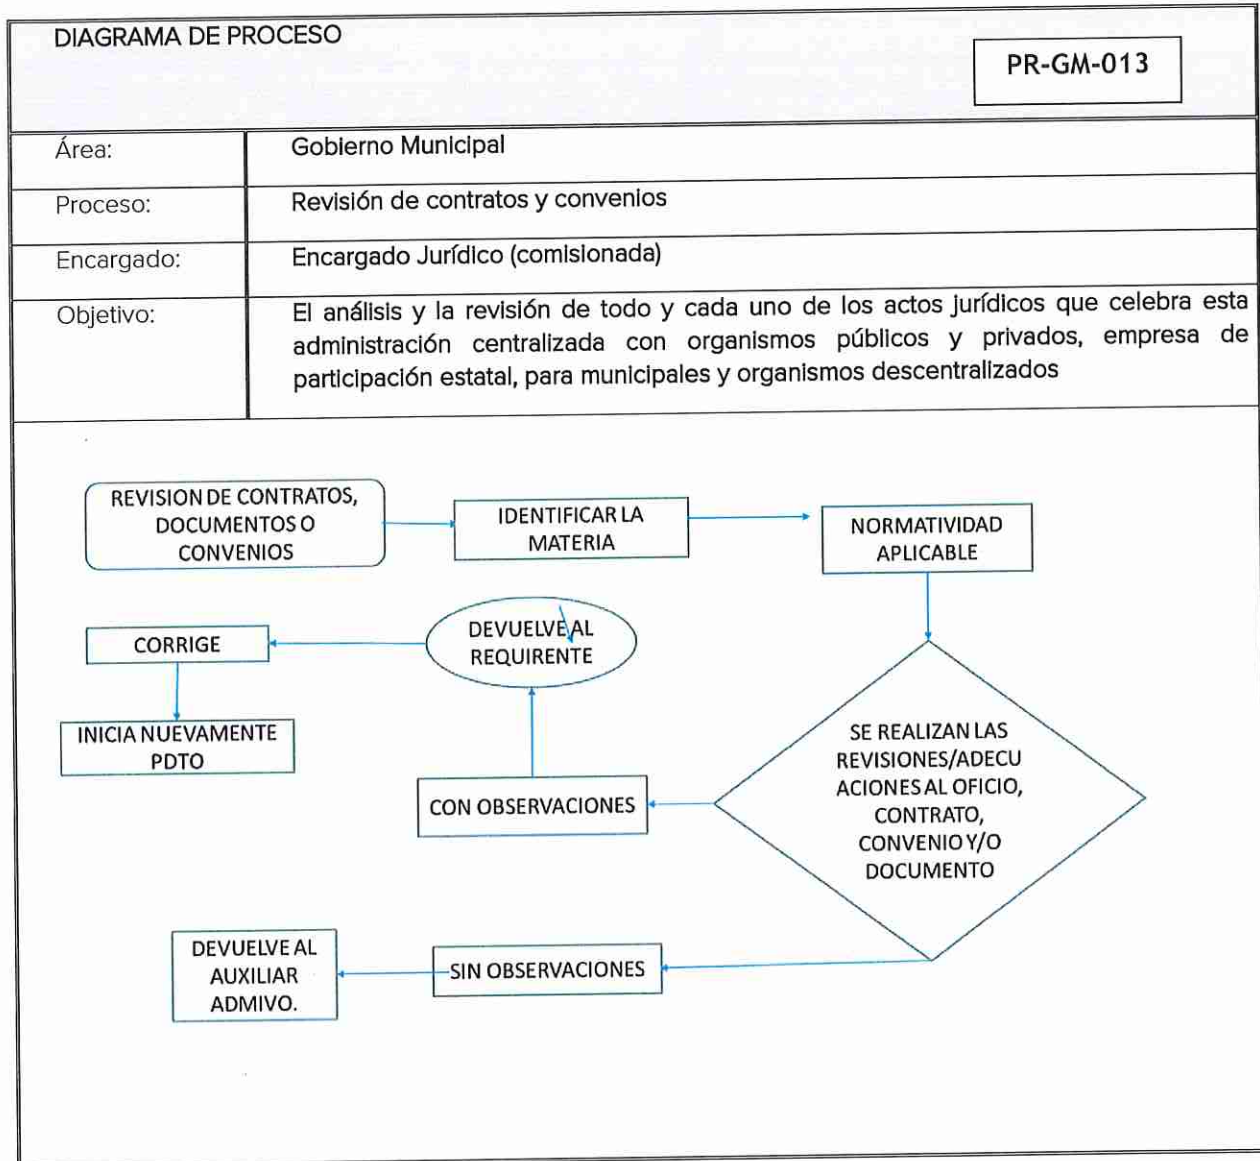 DIAGRAMA DE PROCESO
PR-GM-013
Área:
Gobierno Municipal
Proceso:
Revisión de contratos y convenios
Encargado:
Encargado Jurídico (comisionada)
Objetivo:
El análisis y la revisión de todo y cada uno de los actos jurídicos que celebra esta
administración centralizada con organismos públicos y privados, empresa de
participación estatal, para municipales y organismos descentralizados
REVISION DE CONTRATOS,
DOCUMENTOS O
CONVENIOS
IDENTIFICAR LA
MATERIA
NORMATIVIDAD
APLICABLE
DEVUELVE AL
REQUIRENTE
CORRIGE
INICIA NUEVAMENTE
PDTO
SE REALIZAN LAS
REVISIONES/ADECU
ACIONES AL OFICIO,
CONTRATO,
CONVENIO Y/O
DOCUMENTO
CON OBSERVACIONES
DEVUELVE AL
AUXILIAR
ADMIVO.
SIN OBSERVACIONES